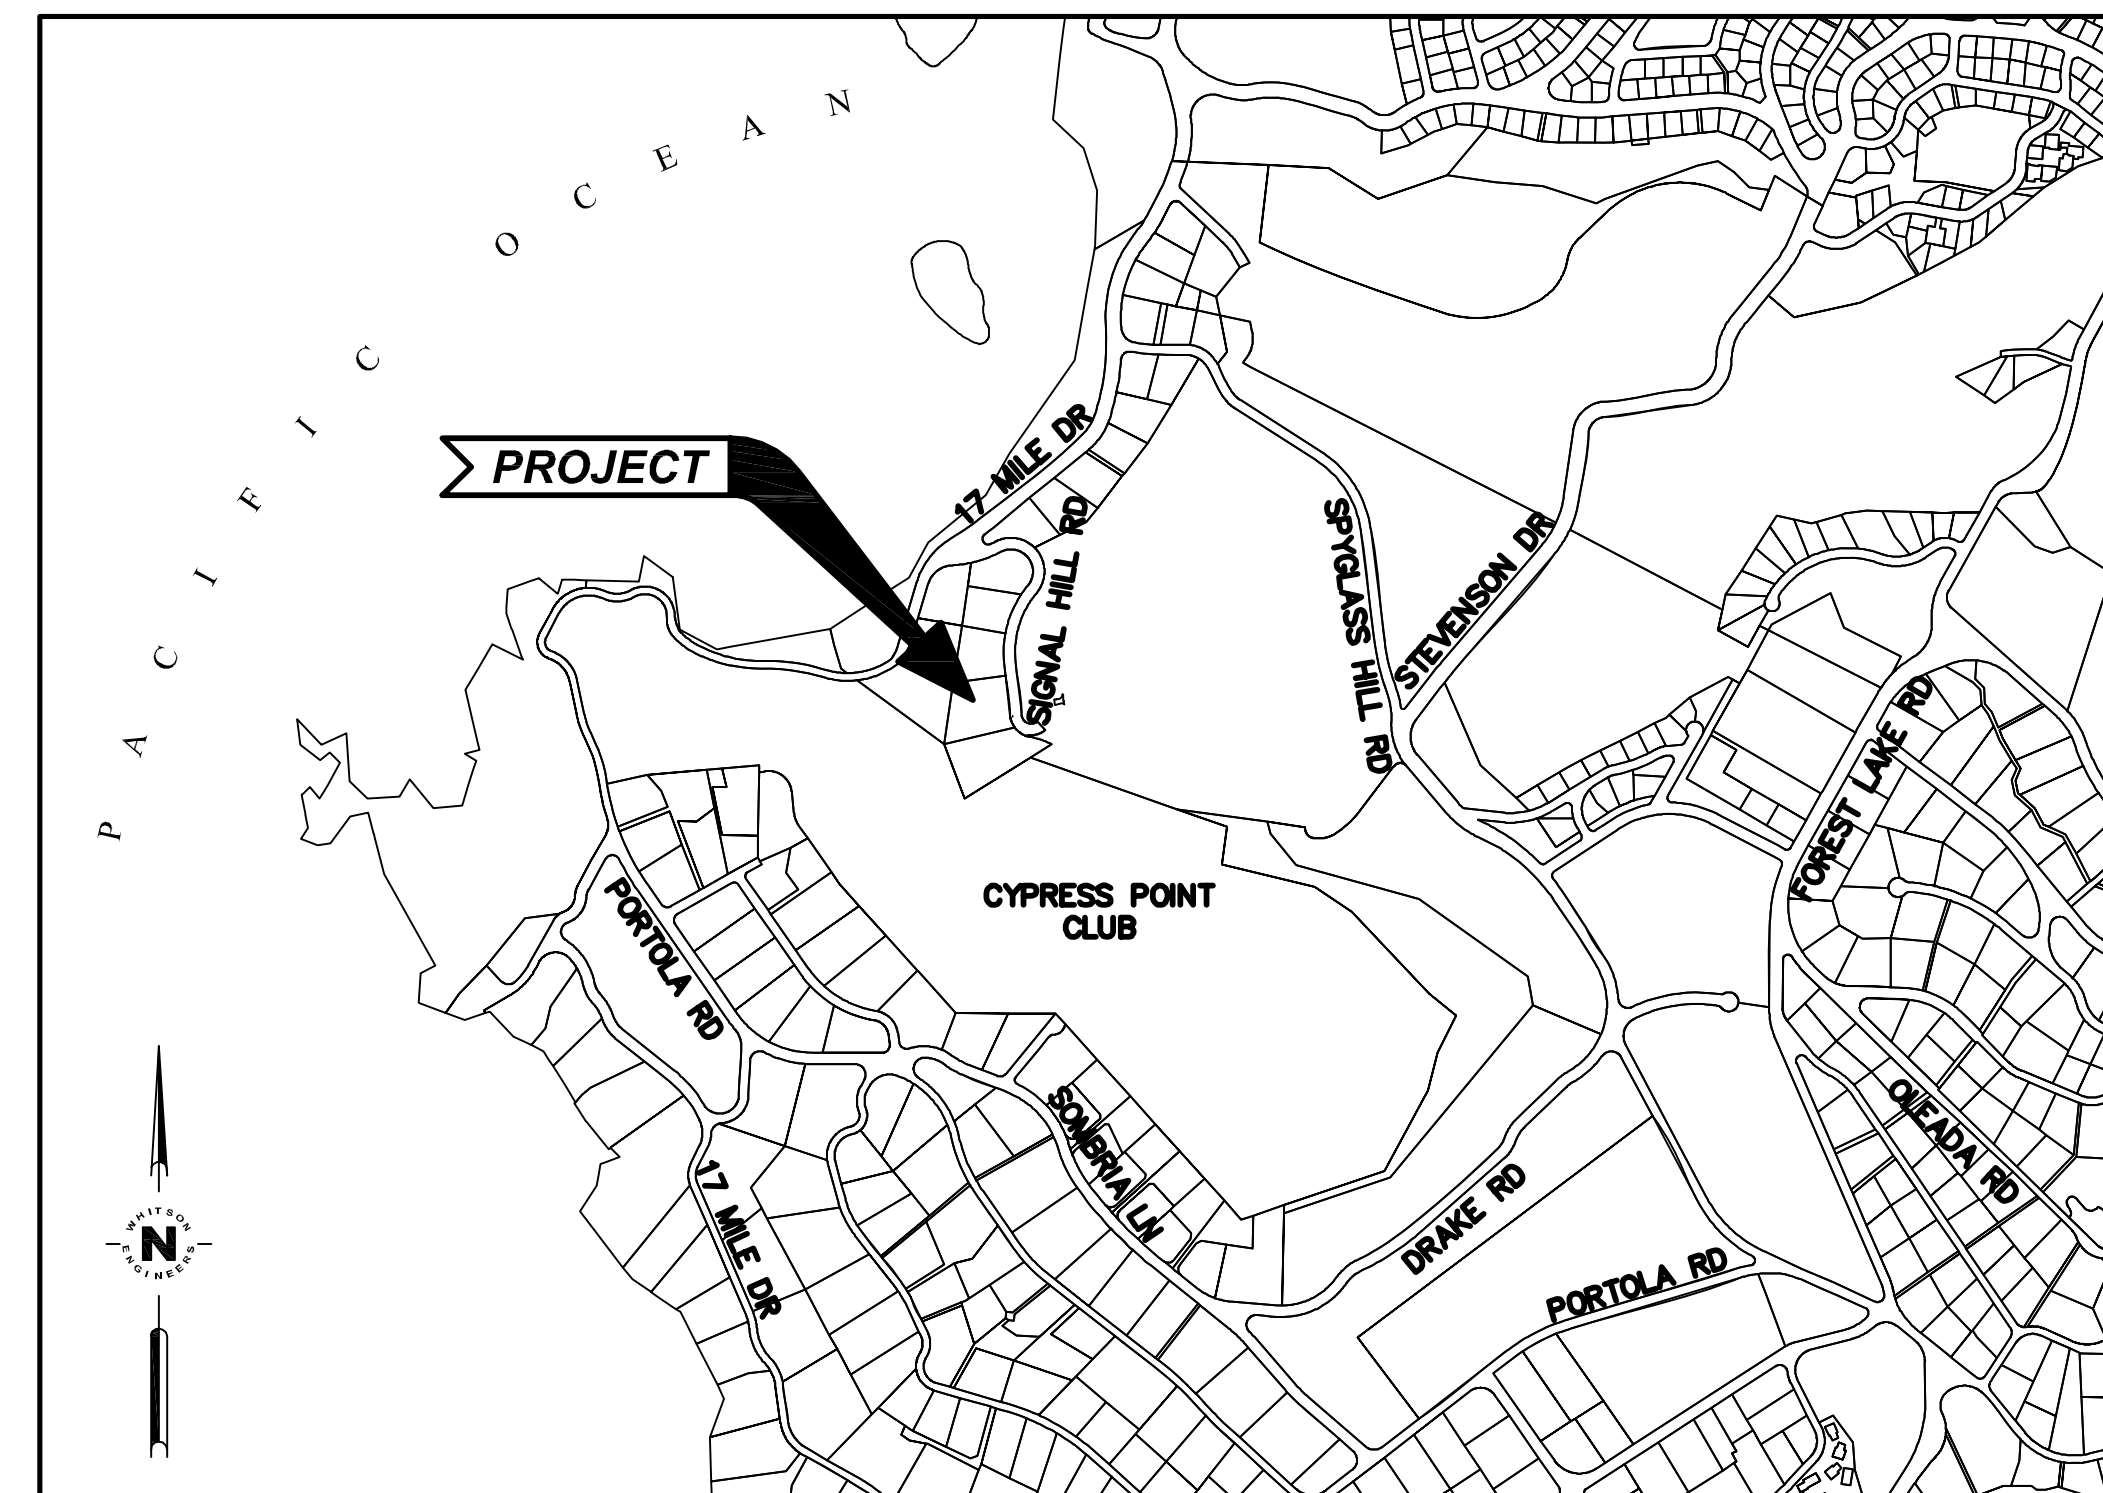 PACIFIC OCEAN
PROJECT
17 MILE DR
SIGNAL HILL RD
SPYGLASS HILL RD
STEVENSON DR
FOREST LAKE RD
CYPRESS POINT
CLUB
PORTOLA RD
SOMBRIA LN
OLEADA RD
17 MILE DR
DRAKE RD
PORTOLA RD
WHITSON
N
ENGINEERS